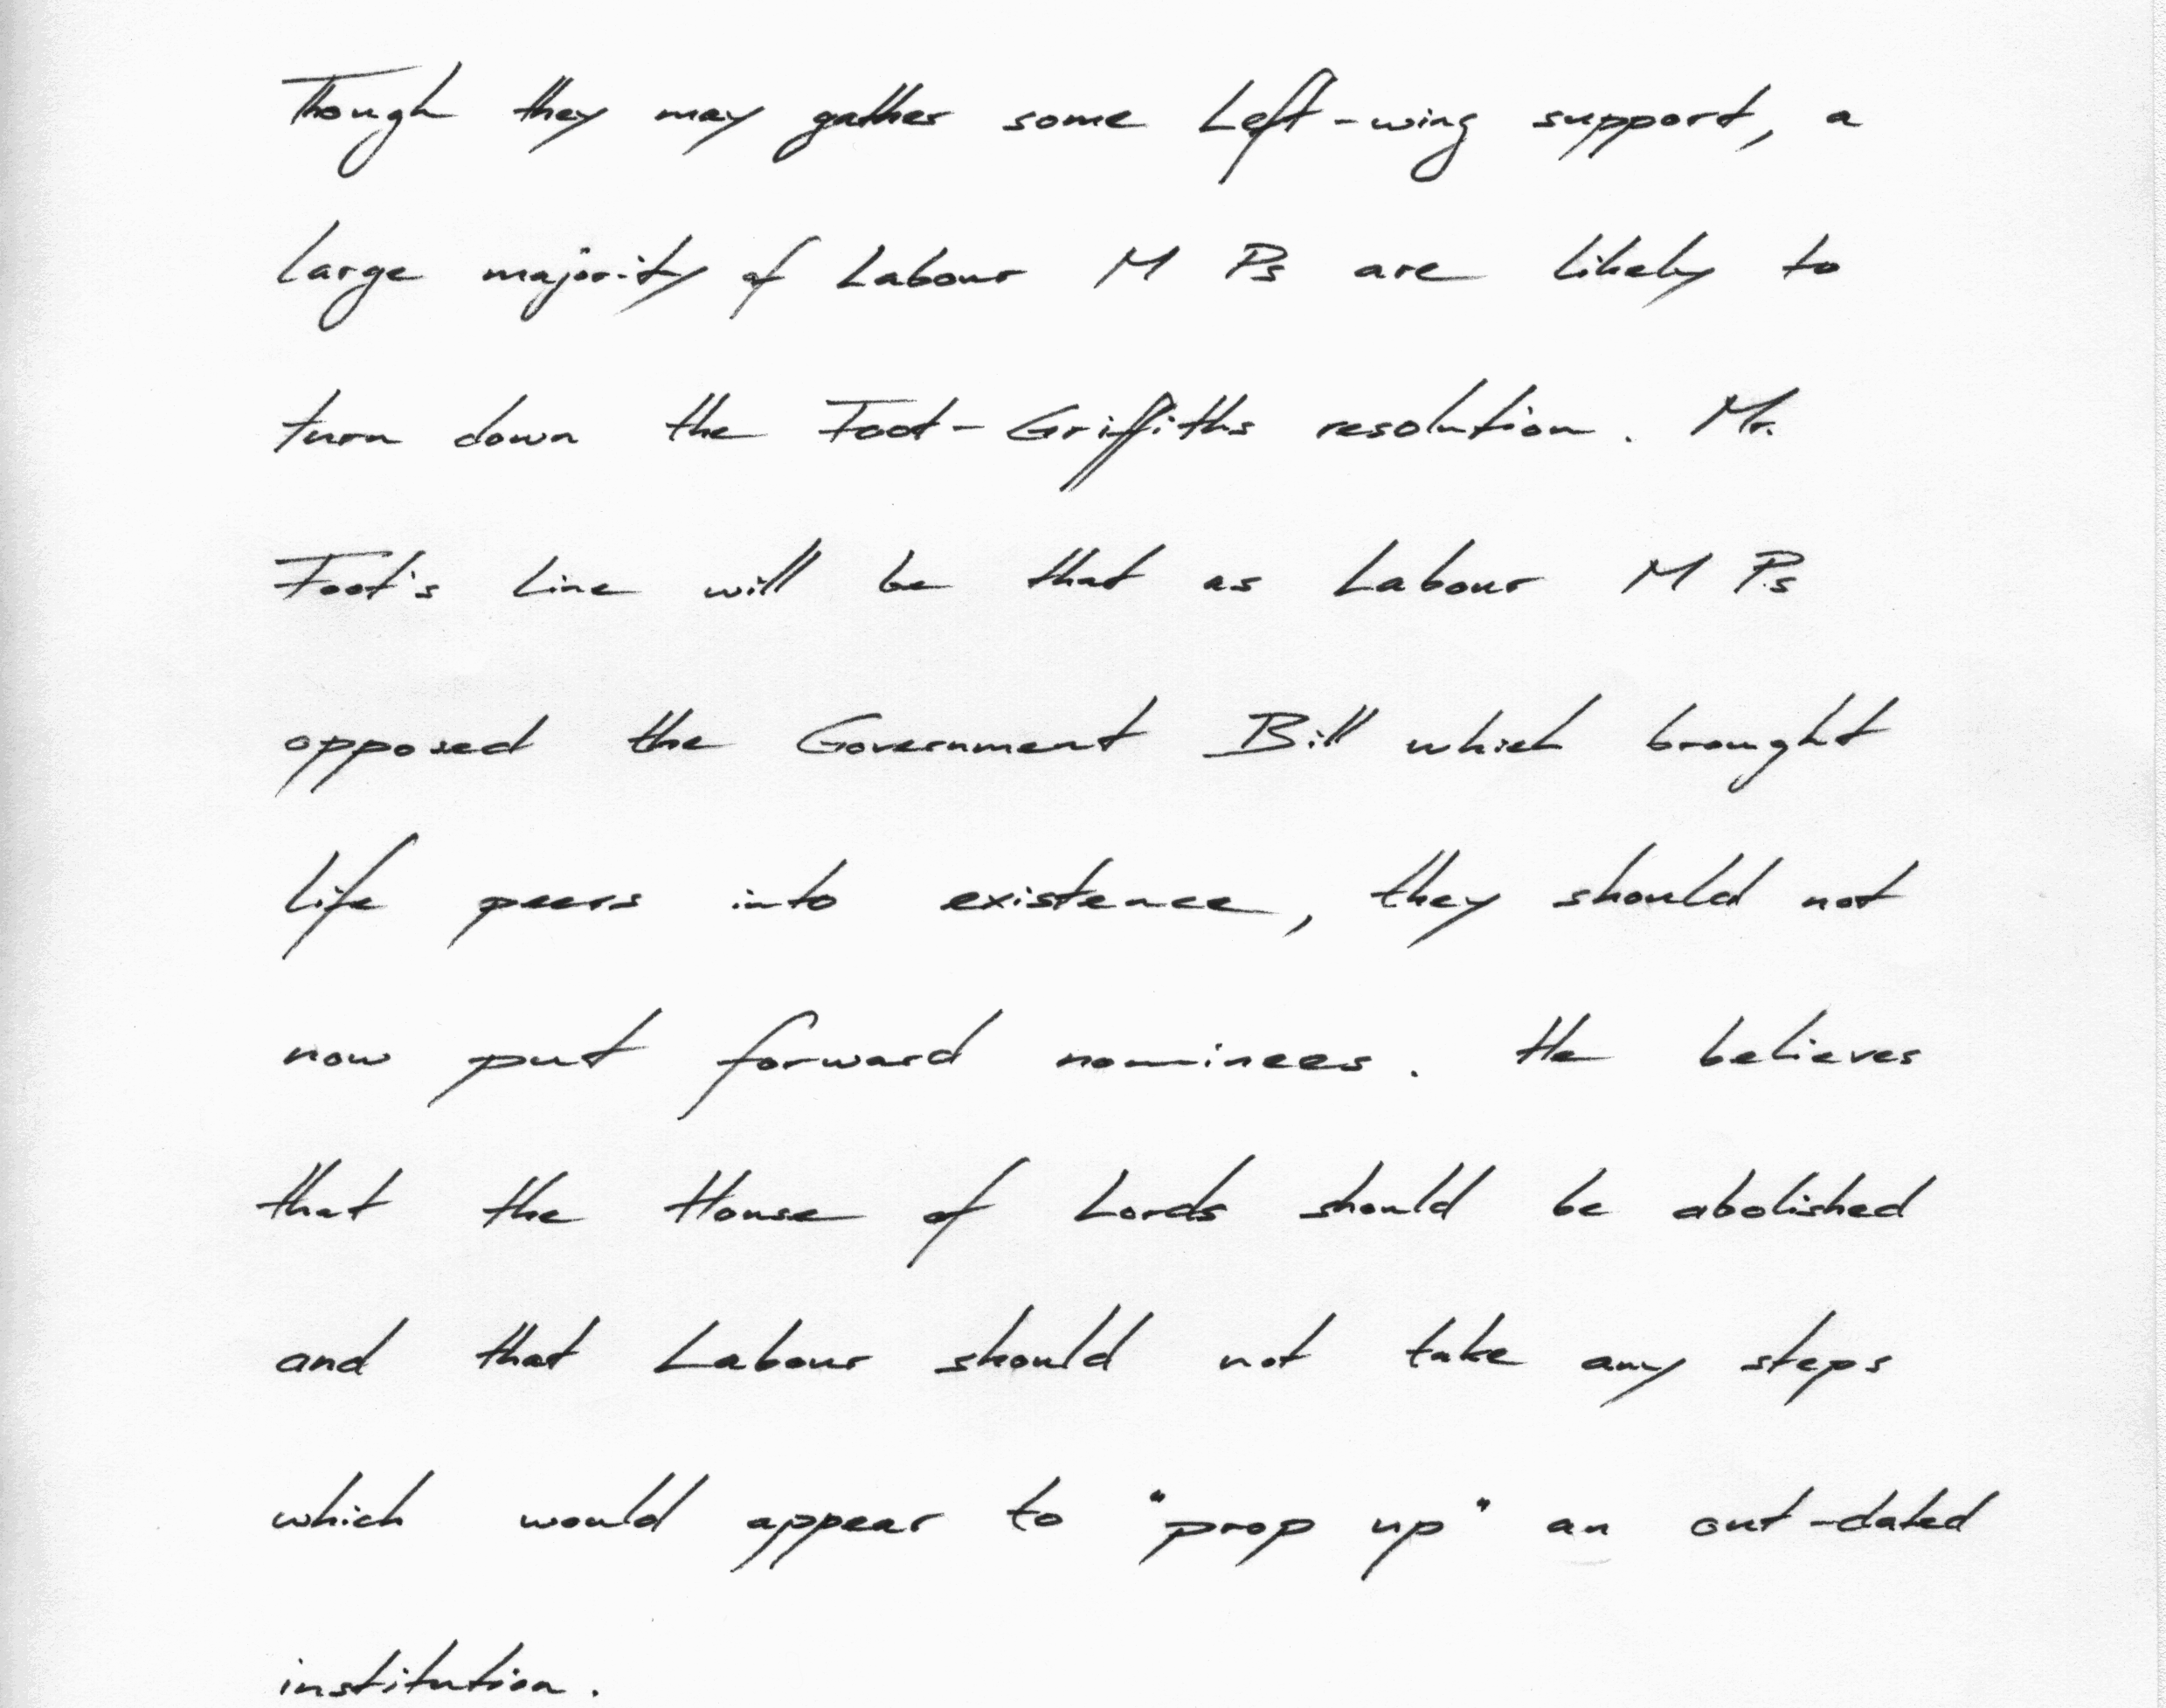 Though they may gather some Left-wing support, a
large majority of Labour M Ps are likely to
turn down the Foot-Griffiths resolution. Mr.
Foot's line will be that as Labour M Ps
opposed the Government Bill which brought
life peers into existence, they should not
now put forward nominees. He believes
that the House of Lords should be abolished
and that Labour should not take any steps
which would appear to "prop up" an out-dated
institution.